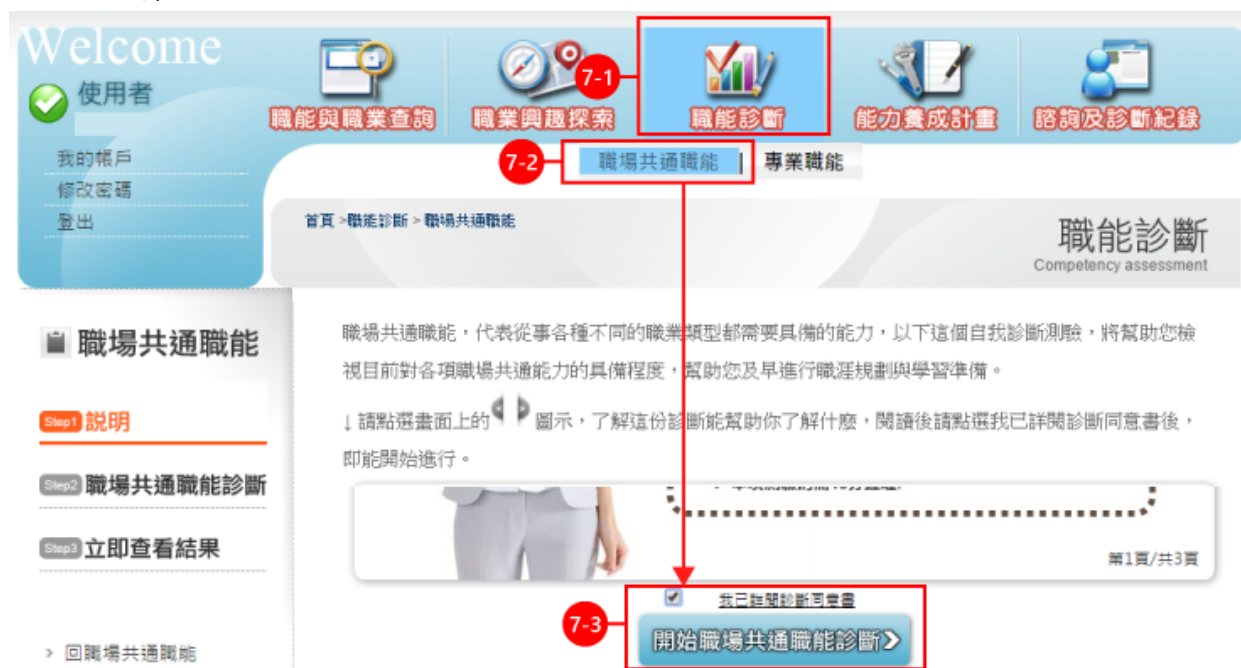 Welcome
使用者
我的帳戶
修改密碼
登出
職能與職業查詢
職業興趣探索
7-1
職能診斷
能力養成計畫
諮詢及診斷紀錄
7-2
職場共通職能 | 專業職能
首頁 >職能診斷 > 職場共通職能
職能診斷
Competency assessment
職場共通職能
Step1 說明
Step2 職場共通職能診斷
Step3 立即查看結果
> 回職場共通職能
職場共通職能，代表從事各種不同的職業類型都需要具備的能力，以下這個自我診斷測驗，將幫助您檢
視目前對各項職場共通能力的具備程度，幫助您及早進行職涯規劃與學習準備。
↓請點選畫面上的 圖示，了解這份診斷能幫助你了解什麼，閱讀後請點選我已詳閱診斷同意書後，
即能開始進行。
第1頁/共3頁
我已詳閱診斷同意書
7-3
開始職場共通職能診斷